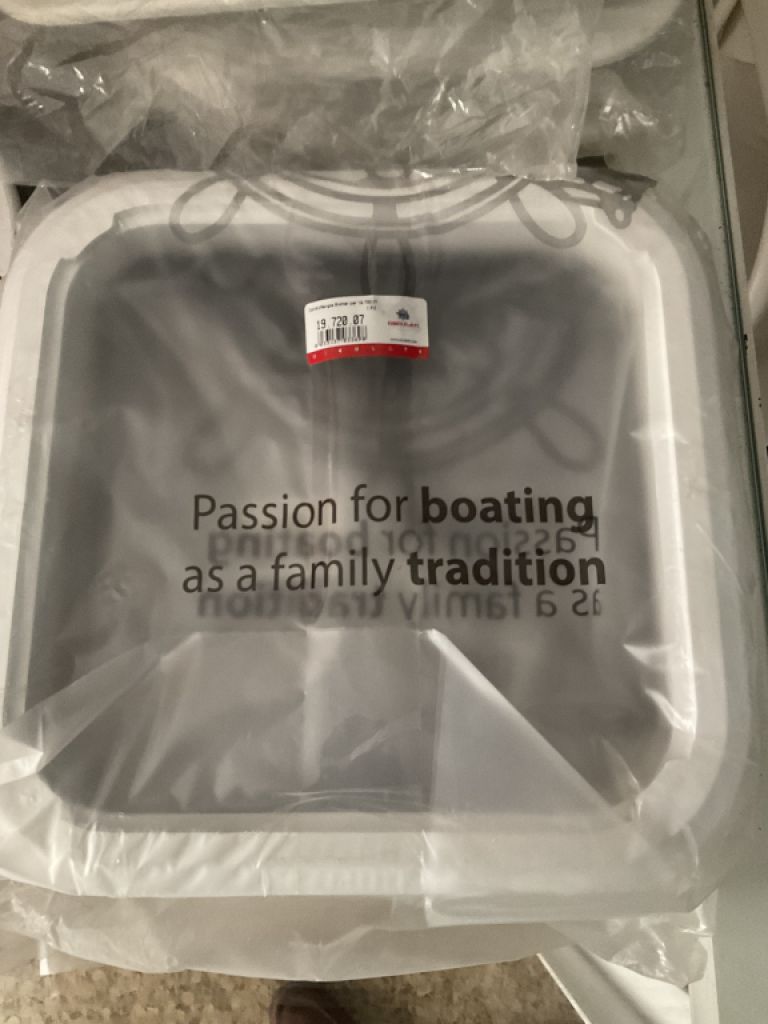 19 720 07
Passion for boating
as a family tradition